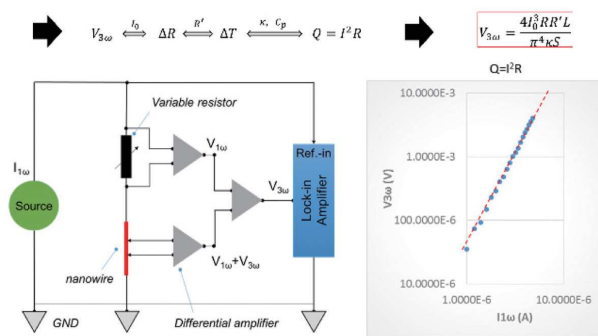 V₃ω ⟺ I₀ ΔR ⟺ R′ ΔT ⟺ κ, Cₚ Q = I²R
V₃ω = 4I₀³RR′L / π⁴κS
Q=I²R
Variable resistor
I₁ω
Source
V₁ω
V₃ω
Ref.-in
Lock-in
Amplifier
nanowire
V₁ω+V₃ω
GND
Differential amplifier
10.0000E-3
1.0000E-3
100.0000E-6
10.0000E-6
V3ω (V)
1.0000E-6
10.0000E-6
I1ω (A)